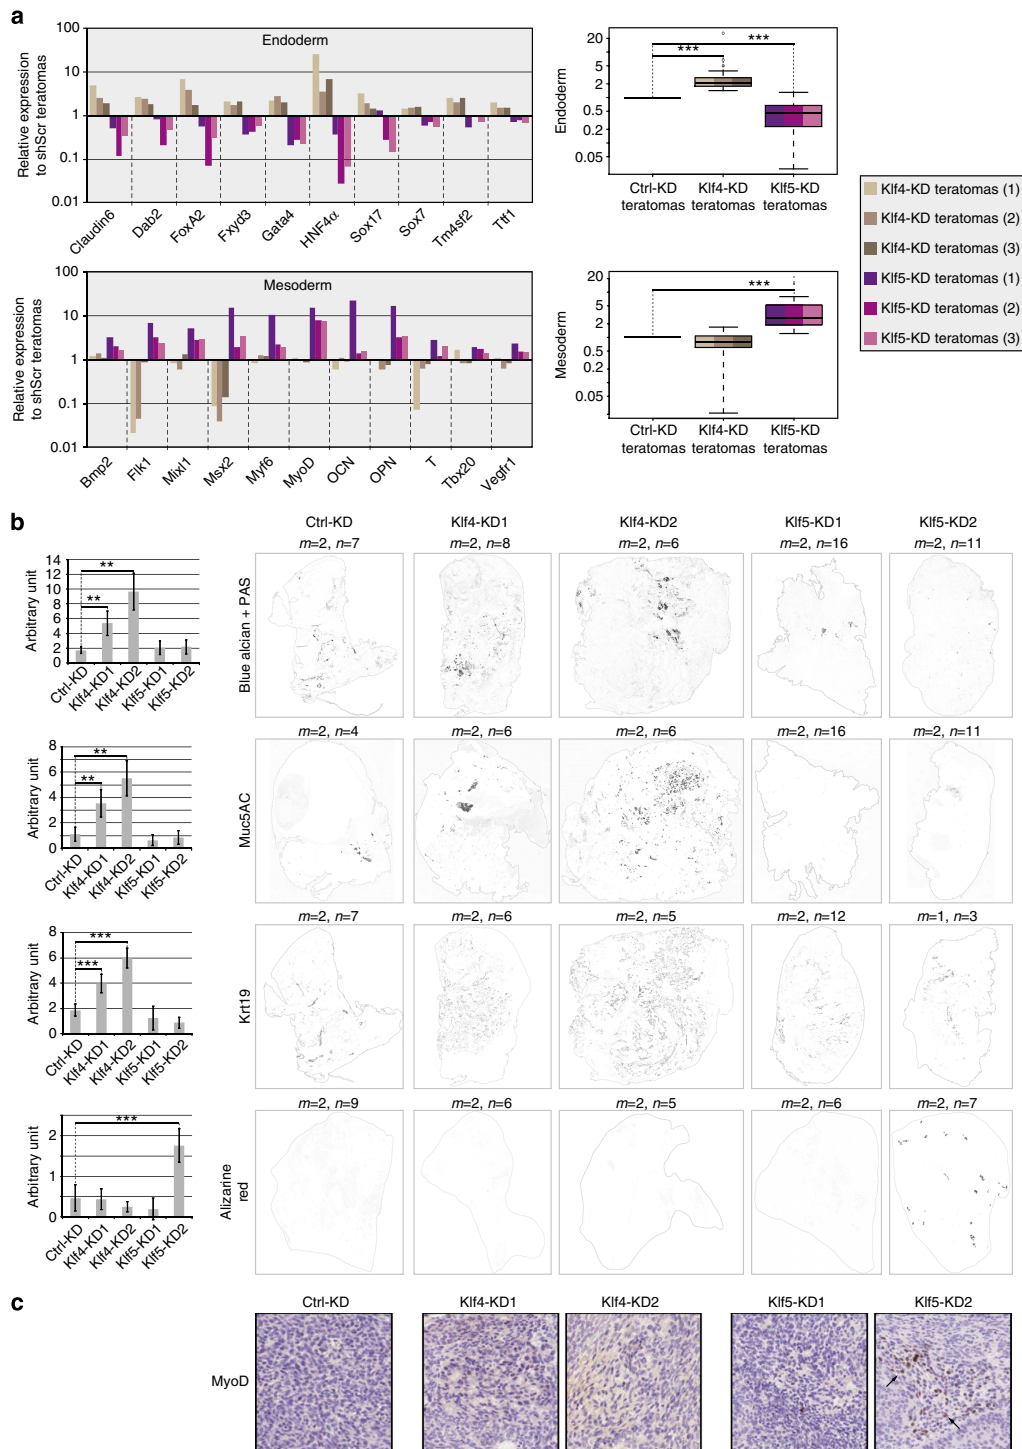 a
Relative expression
to shScr teratomas
100
10
1
0.1
0.01
Endoderm
Claudin6
Dab2
FoxA2
Fxyd3
Gata4
HNF4α
Sox17
Sox7
Tm4sf2
Ttf1
Endoderm
20
5
2
0.5
0.2
0.05
***
***
Ctrl-KD
teratomas
Klf4-KD
teratomas
Klf5-KD
teratomas
Klf4-KD teratomas (1)
Klf4-KD teratomas (2)
Klf4-KD teratomas (3)
Klf5-KD teratomas (1)
Klf5-KD teratomas (2)
Klf5-KD teratomas (3)
Relative expression
to shScr teratomas
100
10
1
0.1
0.01
Mesoderm
Bmp2
Flk1
Mixl1
Msx2
Myf6
MyoD
OCN
OPN
T
Tbx20
Vegfr1
Mesoderm
20
5
2
0.5
0.2
0.05
***
Ctrl-KD
teratomas
Klf4-KD
teratomas
Klf5-KD
teratomas
b
Ctrl-KD
Klf4-KD1
Klf4-KD2
Klf5-KD1
Klf5-KD2
m=2, n=7
m=2, n=8
m=2, n=6
m=2, n=16
m=2, n=11
Arbitrary unit
14
12
10
8
6
4
2
0
**
**
Ctrl-KD
Klf4-KD1
Klf4-KD2
Klf5-KD1
Klf5-KD2
Blue alcian + PAS
m=2, n=4
m=2, n=6
m=2, n=6
m=2, n=16
m=2, n=11
Arbitrary unit
8
6
4
2
0
**
**
Ctrl-KD
Klf4-KD1
Klf4-KD2
Klf5-KD1
Klf5-KD2
Muc5AC
m=2, n=7
m=2, n=6
m=2, n=5
m=2, n=12
m=1, n=3
Arbitrary unit
8
6
4
2
0
***
***
Ctrl-KD
Klf4-KD1
Klf4-KD2
Klf5-KD1
Klf5-KD2
Krt19
m=2, n=9
m=2, n=6
m=2, n=5
m=2, n=6
m=2, n=7
Arbitrary unit
2
1
0
***
Ctrl-KD
Klf4-KD1
Klf4-KD2
Klf5-KD1
Klf5-KD2
Alizarine
red
c
Ctrl-KD
Klf4-KD1
Klf4-KD2
Klf5-KD1
Klf5-KD2
MyoD